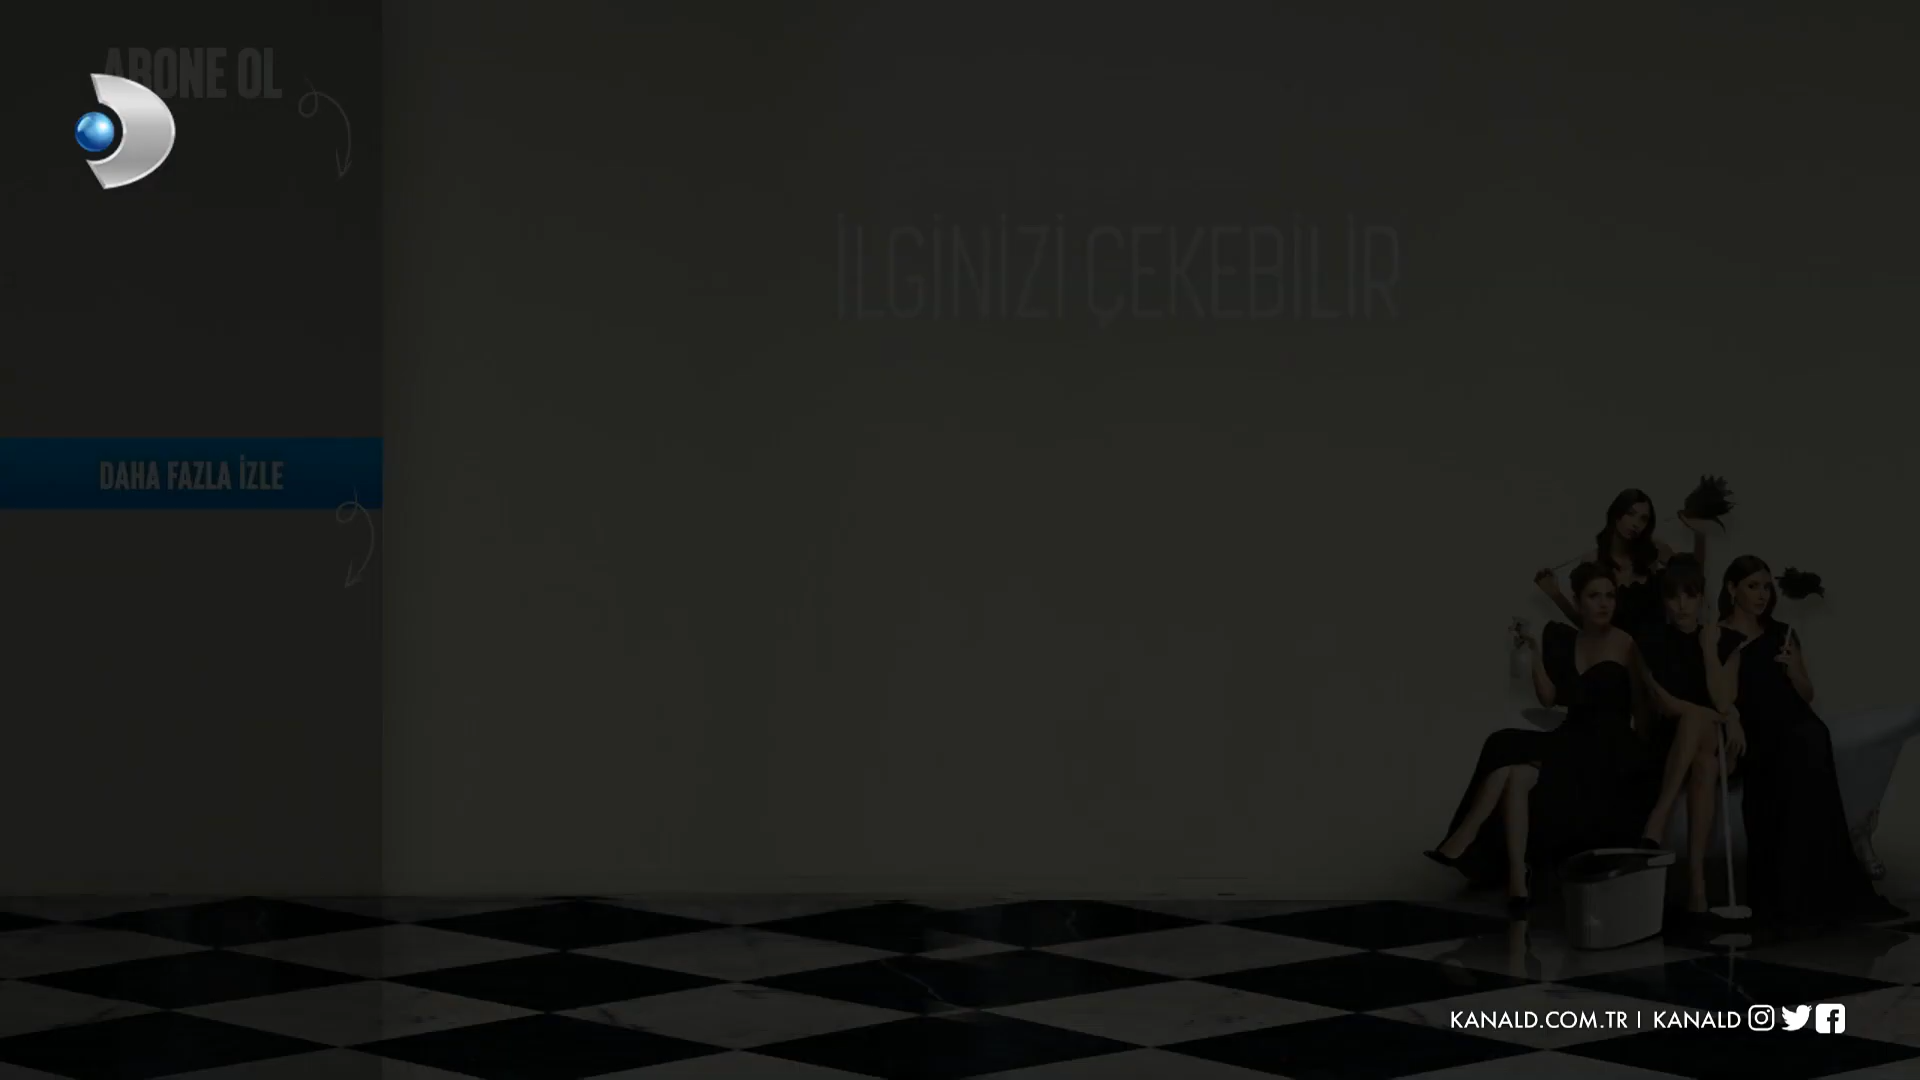 ABONE OL
İLGİNİZİ ÇEKEBİLİR
DAHA FAZLA İZLE
KANALD.COM.TR | KANALD